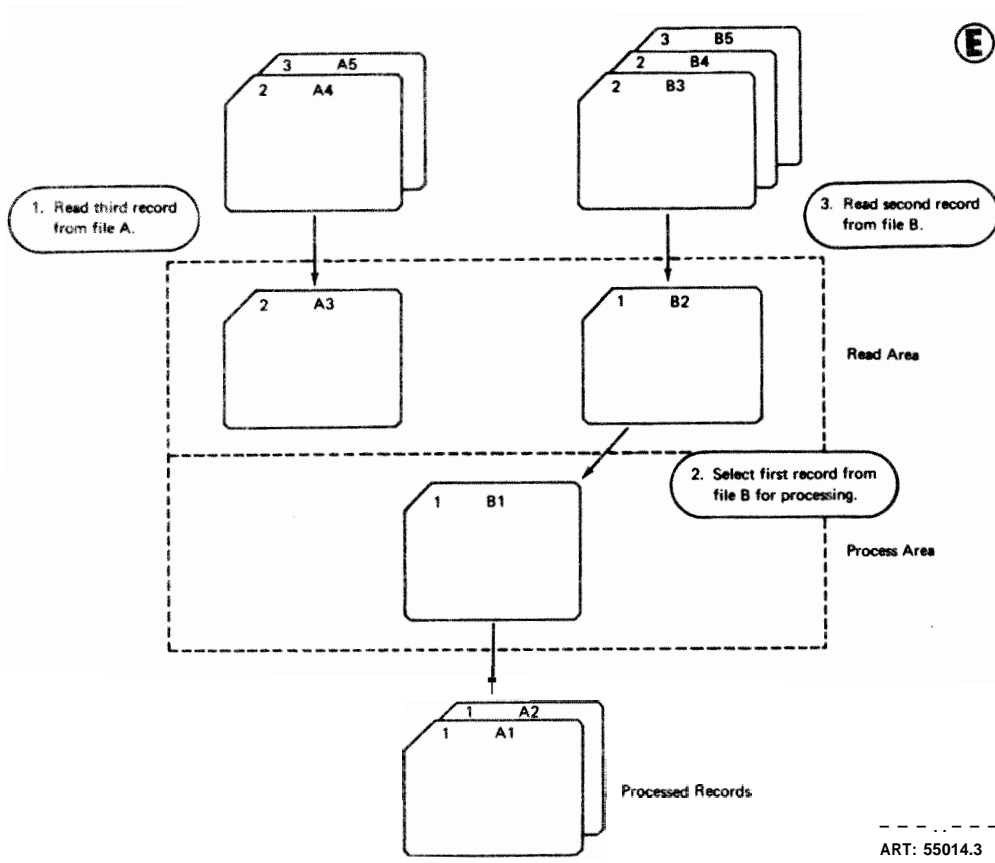 E
3 B5
3 A5
2 B4
2 A4
2 B3
1. Read third record
from file A.
3. Read second record
from file B.
2 A3
1 B2
Read Area
2. Select first record from
file B for processing.
1 B1
Process Area
1 A2
1 A1
Processed Records
ART: 55014.3